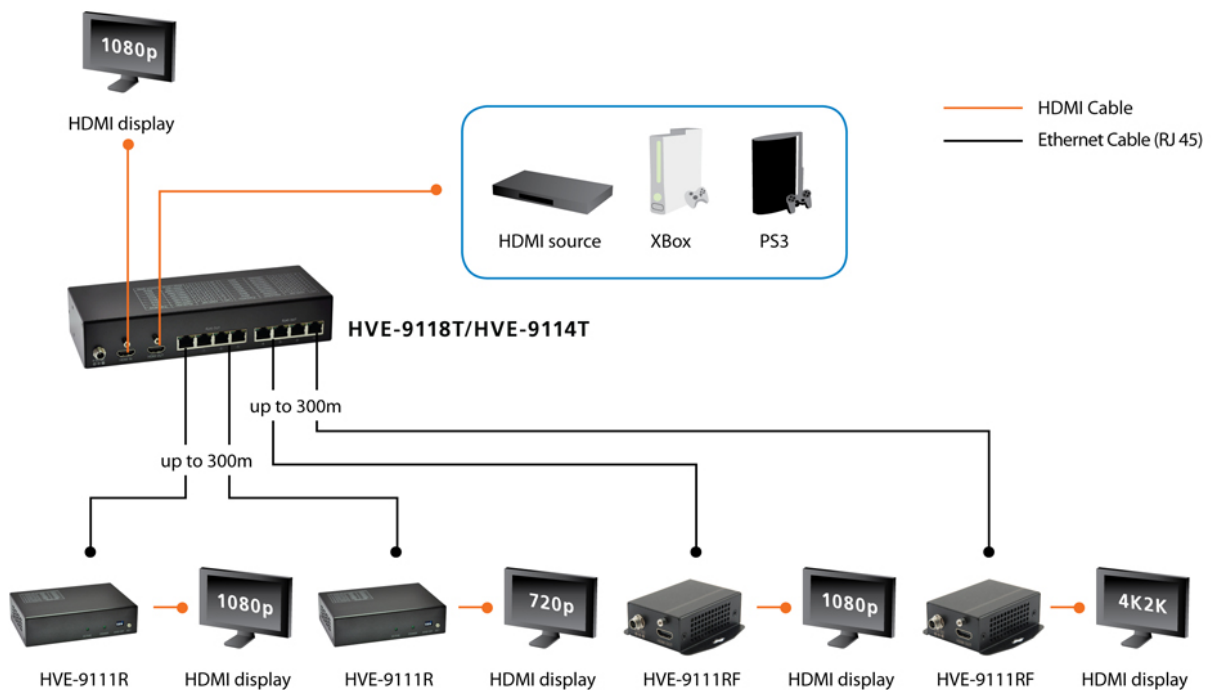 1080p
HDMI display
HDMI Cable
Ethernet Cable (RJ 45)
HDMI source
XBox
PS3
HVE-9118T/HVE-9114T
up to 300m
up to 300m
1080p
720p
1080p
4K2K
HVE-9111R
HDMI display
HVE-9111R
HDMI display
HVE-9111RF
HDMI display
HVE-9111RF
HDMI display